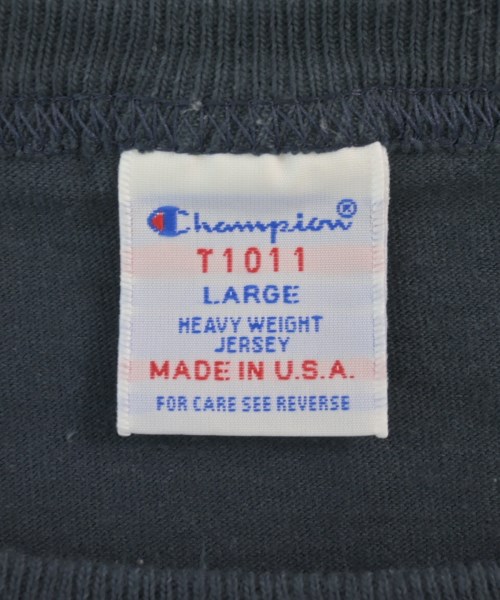 Champion®
T1011
LARGE
HEAVY WEIGHT
JERSEY
MADE IN U.S.A.
FOR CARE SEE REVERSE